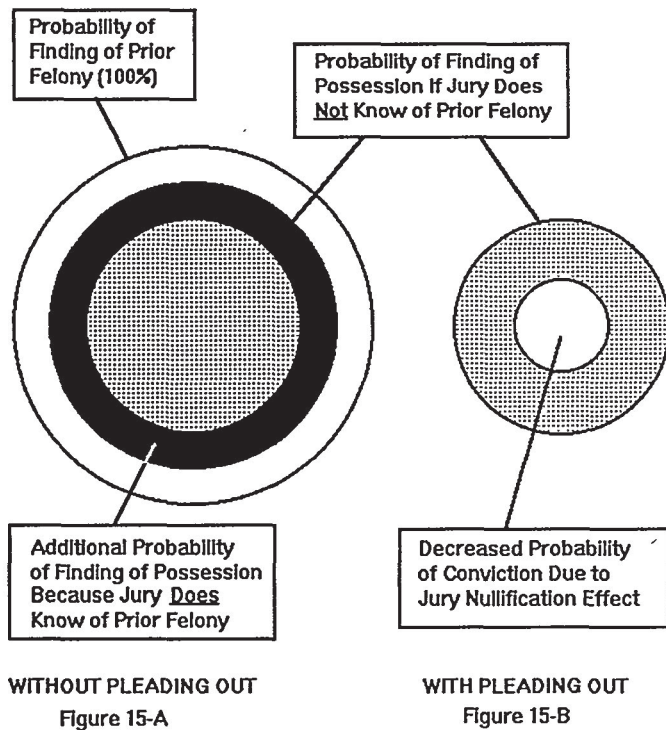 Probability of
Finding of Prior
Felony (100%)
Probability of Finding of
Possession If Jury Does
Not Know of Prior Felony
Additional Probability
of Finding of Possession
Because Jury Does
Know of Prior Felony
Decreased Probability
of Conviction Due to
Jury Nullification Effect
WITHOUT PLEADING OUT
Figure 15-A
WITH PLEADING OUT
Figure 15-B